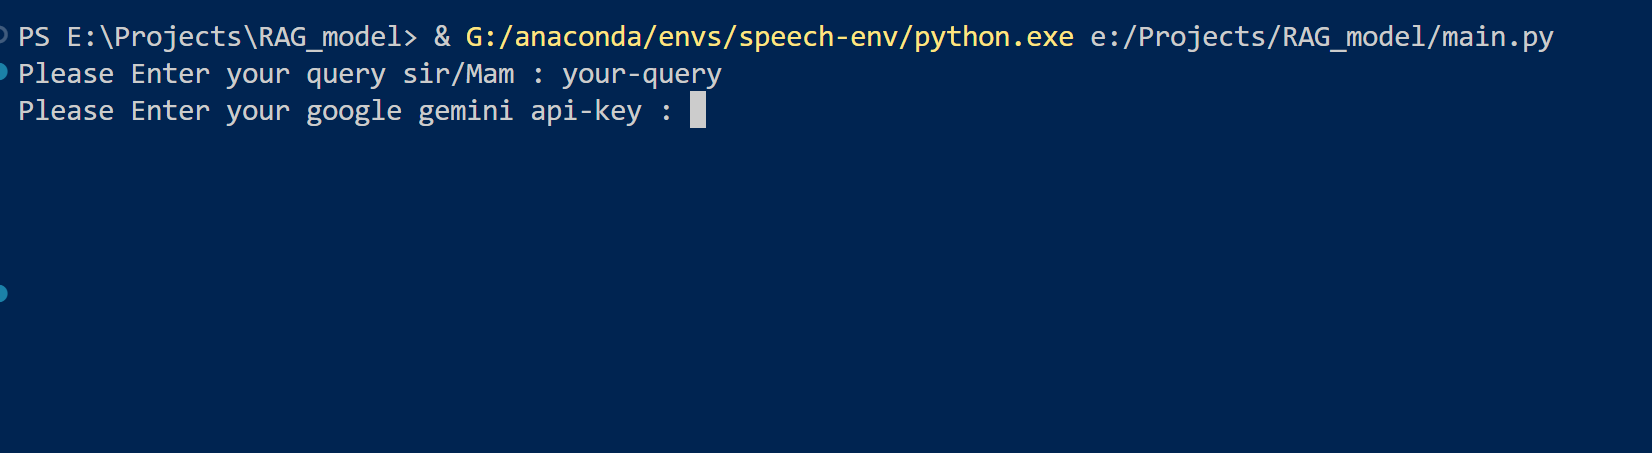 PS E:\Projects\RAG_model> & G:/anaconda/envs/speech-env/python.exe e:/Projects/RAG_model/main.py
Please Enter your query sir/Mam : your-query
Please Enter your google gemini api-key :